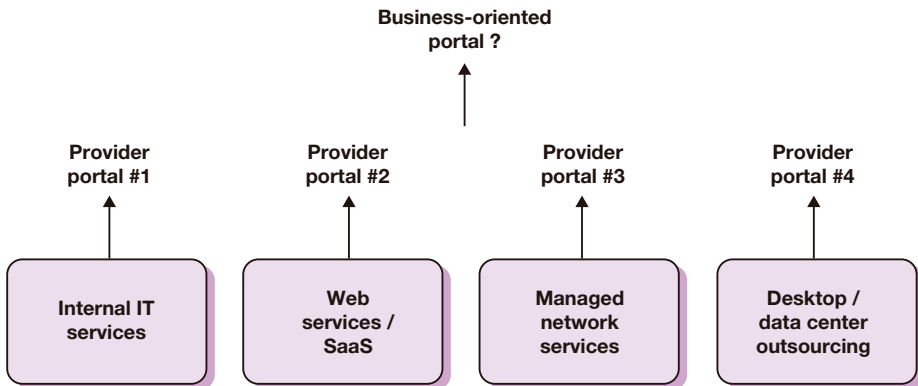 Business-oriented
portal ?
Provider
portal #1
Provider
portal #2
Provider
portal #3
Provider
portal #4
Internal IT
services
Web
services /
SaaS
Managed
network
services
Desktop /
data center
outsourcing